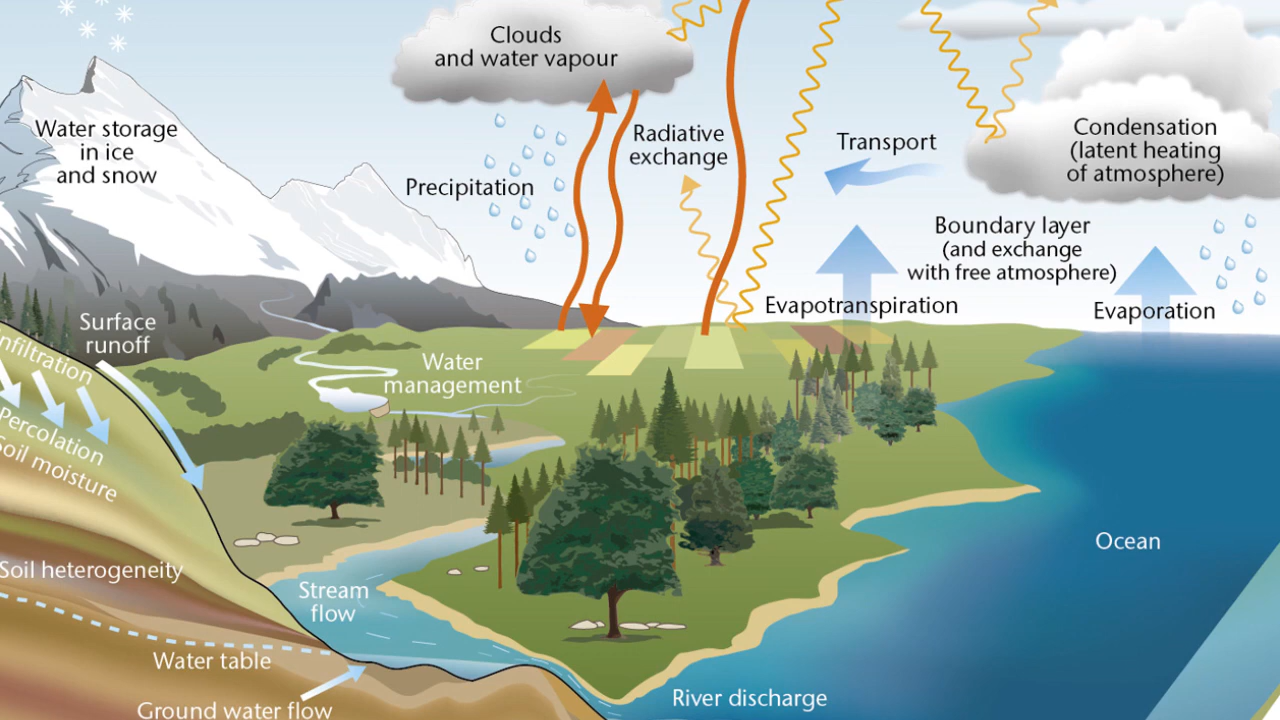 Clouds
and water vapour
Water storage
in ice
and snow
Precipitation
Radiative
exchange
Transport
Condensation
(latent heating
of atmosphere)
Boundary layer
(and exchange
with free atmosphere)
Evapotranspiration
Evaporation
Surface
runoff
nfiltration
Percolation
Soil moisture
Water
management
Soil heterogeneity
Stream
flow
Ocean
Water table
Ground water flow
River discharge